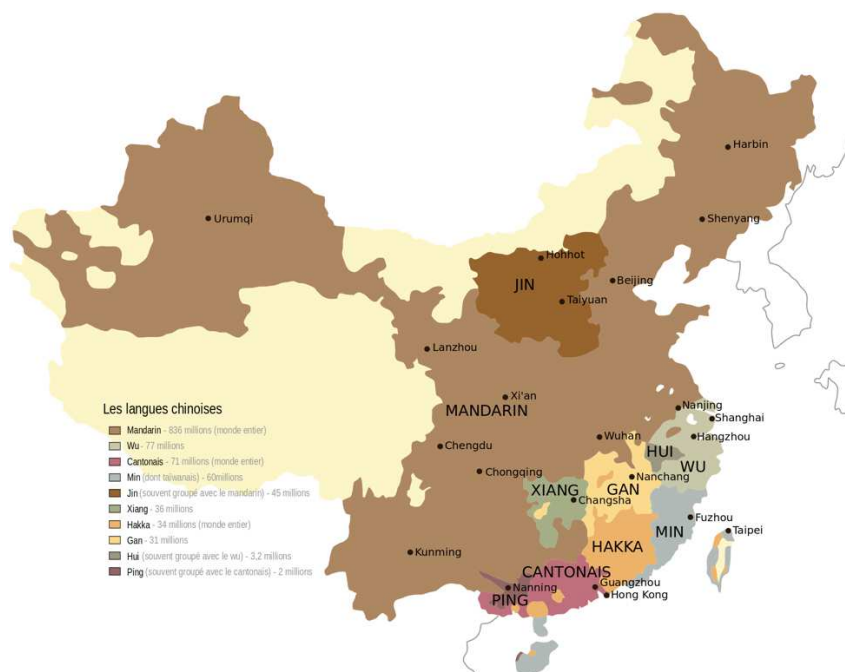 Harbin
Urumqi
Shenyang
Hohhot
Beijing
JIN
Taiyuan
Lanzhou
Xi'an
MANDARIN
Nanjing
Shanghai
Chengdu
Wuhan
Hangzhou
HUI
WU
Chongqing
Nanchang
XIANG
GAN
Changsha
Fuzhou
MIN
Taipei
HAKKA
Kunming
CANTONAIS
Guangzhou
Nanning
Hong Kong
PING
Les langues chinoises
Mandarin - 836 millions (monde entier)
Wu - 77 millions
Cantonais - 71 millions (monde entier)
Min (dont taïwanais) - 60millions
Jin (souvent groupé avec le mandarin) - 45 millions
Xiang - 36 millions
Hakka - 34 millions (monde entier)
Gan - 31 millions
Hui (souvent groupé avec le wu) - 3,2 millions
Ping (souvent groupé avec le cantonais) - 2 millions